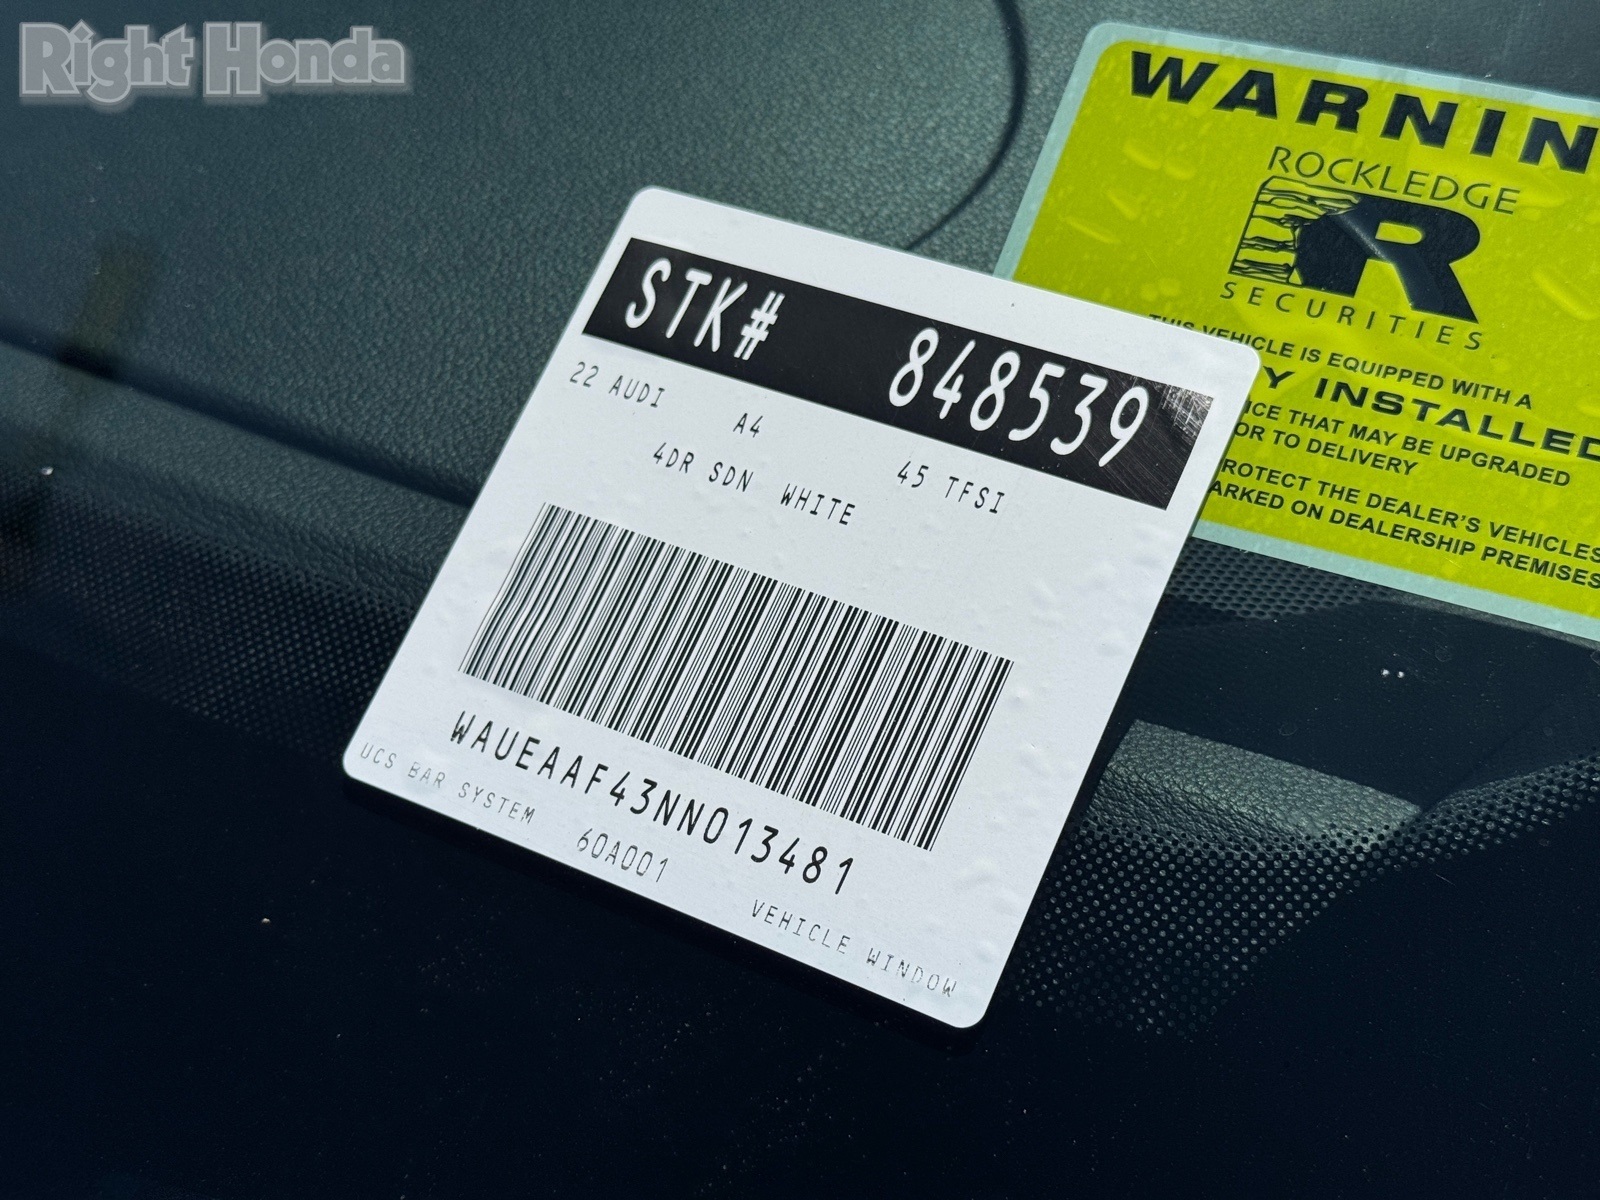 Right Honda
STK# 848539
22 AUDI A4 45 TFSI
4DR SDN WHITE
WAUEAAF43NN013481
UCS BAR SYSTEM 60A001 VEHICLE WINDOW
WARNIN
ROCKLEDGE
R
SECURITIES
THIS VEHICLE IS EQUIPPED WITH A
Y INSTALLED
ICE THAT MAY BE UPGRADED
OR TO DELIVERY
ROTECT THE DEALER'S VEHICLES
ARKED ON DEALERSHIP PREMISES